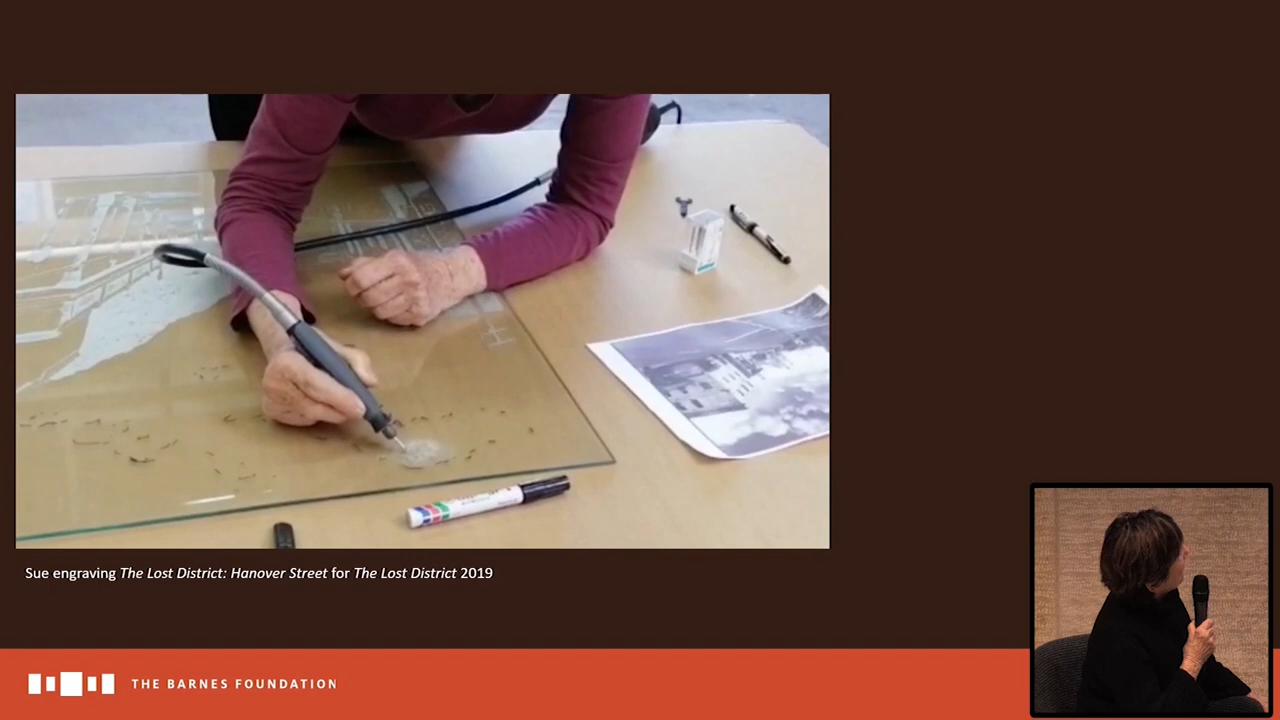 Sue engraving The Lost District: Hanover Street for The Lost District 2019
THE BARNES FOUNDATION